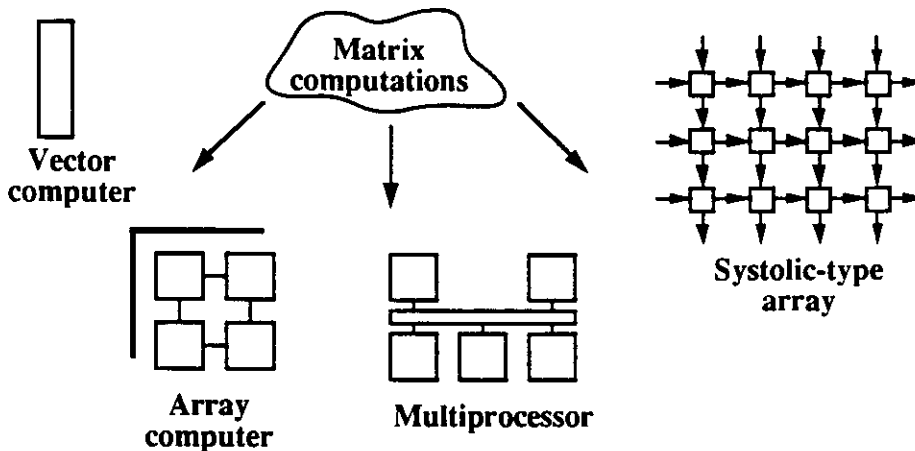 Matrix
computations
Vector
computer
Systolic-type
array
Array
computer
Multiprocessor